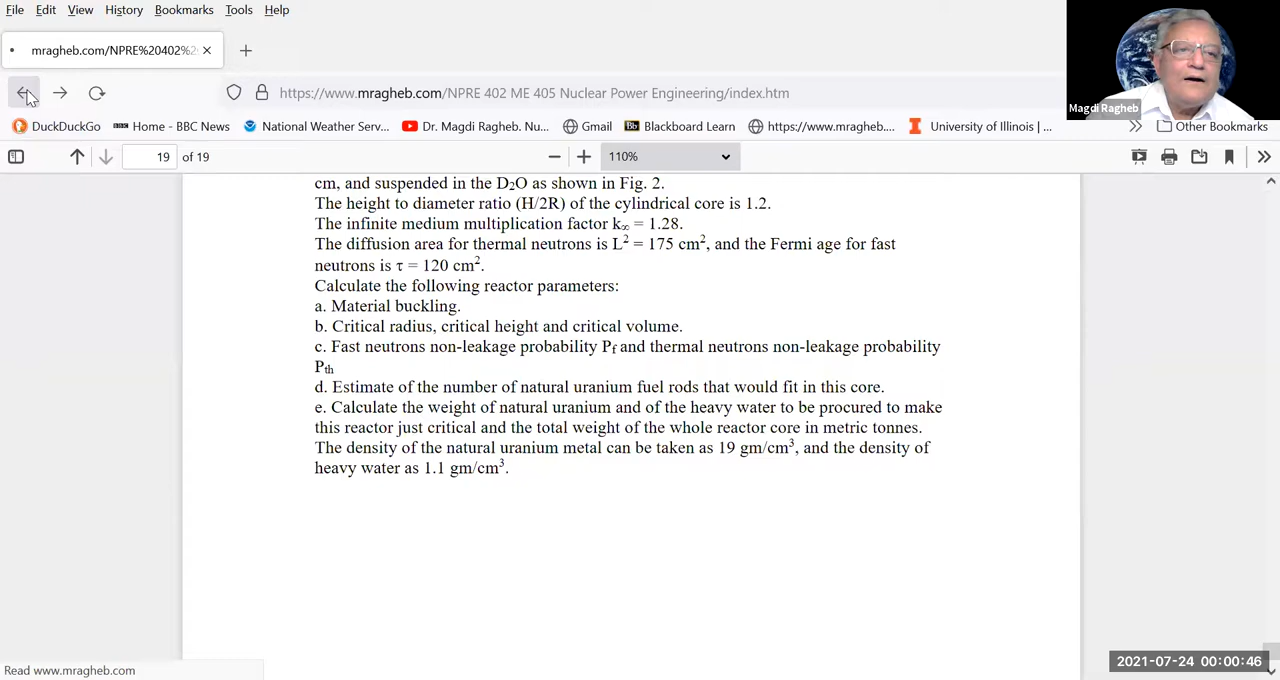 File Edit View History Bookmarks Tools Help
mragheb.com/NPRE%20402%2
https://www.mragheb.com/NPRE 402 ME 405 Nuclear Power Engineering/index.htm
Magdi Ragheb
DuckDuckGo Home - BBC News National Weather Serv... Dr. Magdi Ragheb. Nu... Gmail Blackboard Learn https://www.mragheb.... University of Illinois | ... Other Bookmarks
19 of 19 110%
cm, and suspended in the D₂O as shown in Fig. 2.
The height to diameter ratio (H/2R) of the cylindrical core is 1.2.
The infinite medium multiplication factor k∞ = 1.28.
The diffusion area for thermal neutrons is L² = 175 cm², and the Fermi age for fast
neutrons is τ = 120 cm².
Calculate the following reactor parameters:
a. Material buckling.
b. Critical radius, critical height and critical volume.
c. Fast neutrons non-leakage probability Pf and thermal neutrons non-leakage probability
Pth
d. Estimate of the number of natural uranium fuel rods that would fit in this core.
e. Calculate the weight of natural uranium and of the heavy water to be procured to make
this reactor just critical and the total weight of the whole reactor core in metric tonnes.
The density of the natural uranium metal can be taken as 19 gm/cm³, and the density of
heavy water as 1.1 gm/cm³.
Read www.mragheb.com
2021-07-24 00:00:46